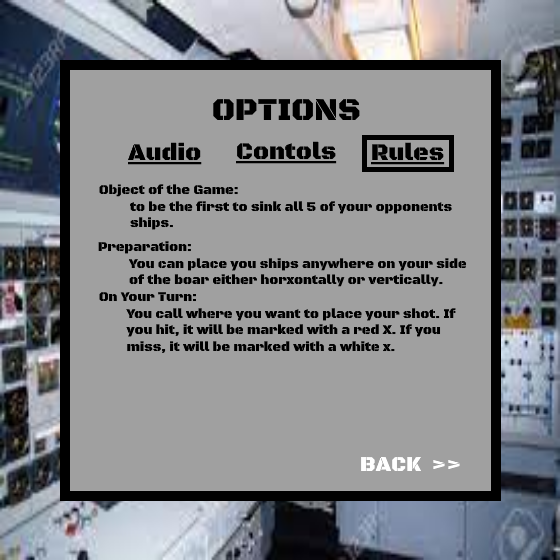 OPTIONS
Audio Contols Rules
Object of the Game:
to be the first to sink all 5 of your opponents
ships.
Preparation:
You can place you ships anywhere on your side
of the boar either horxontally or vertically.
On Your Turn:
You call where you want to place your shot. If
you hit, it will be marked with a red X. If you
miss, it will be marked with a white x.
BACK >>